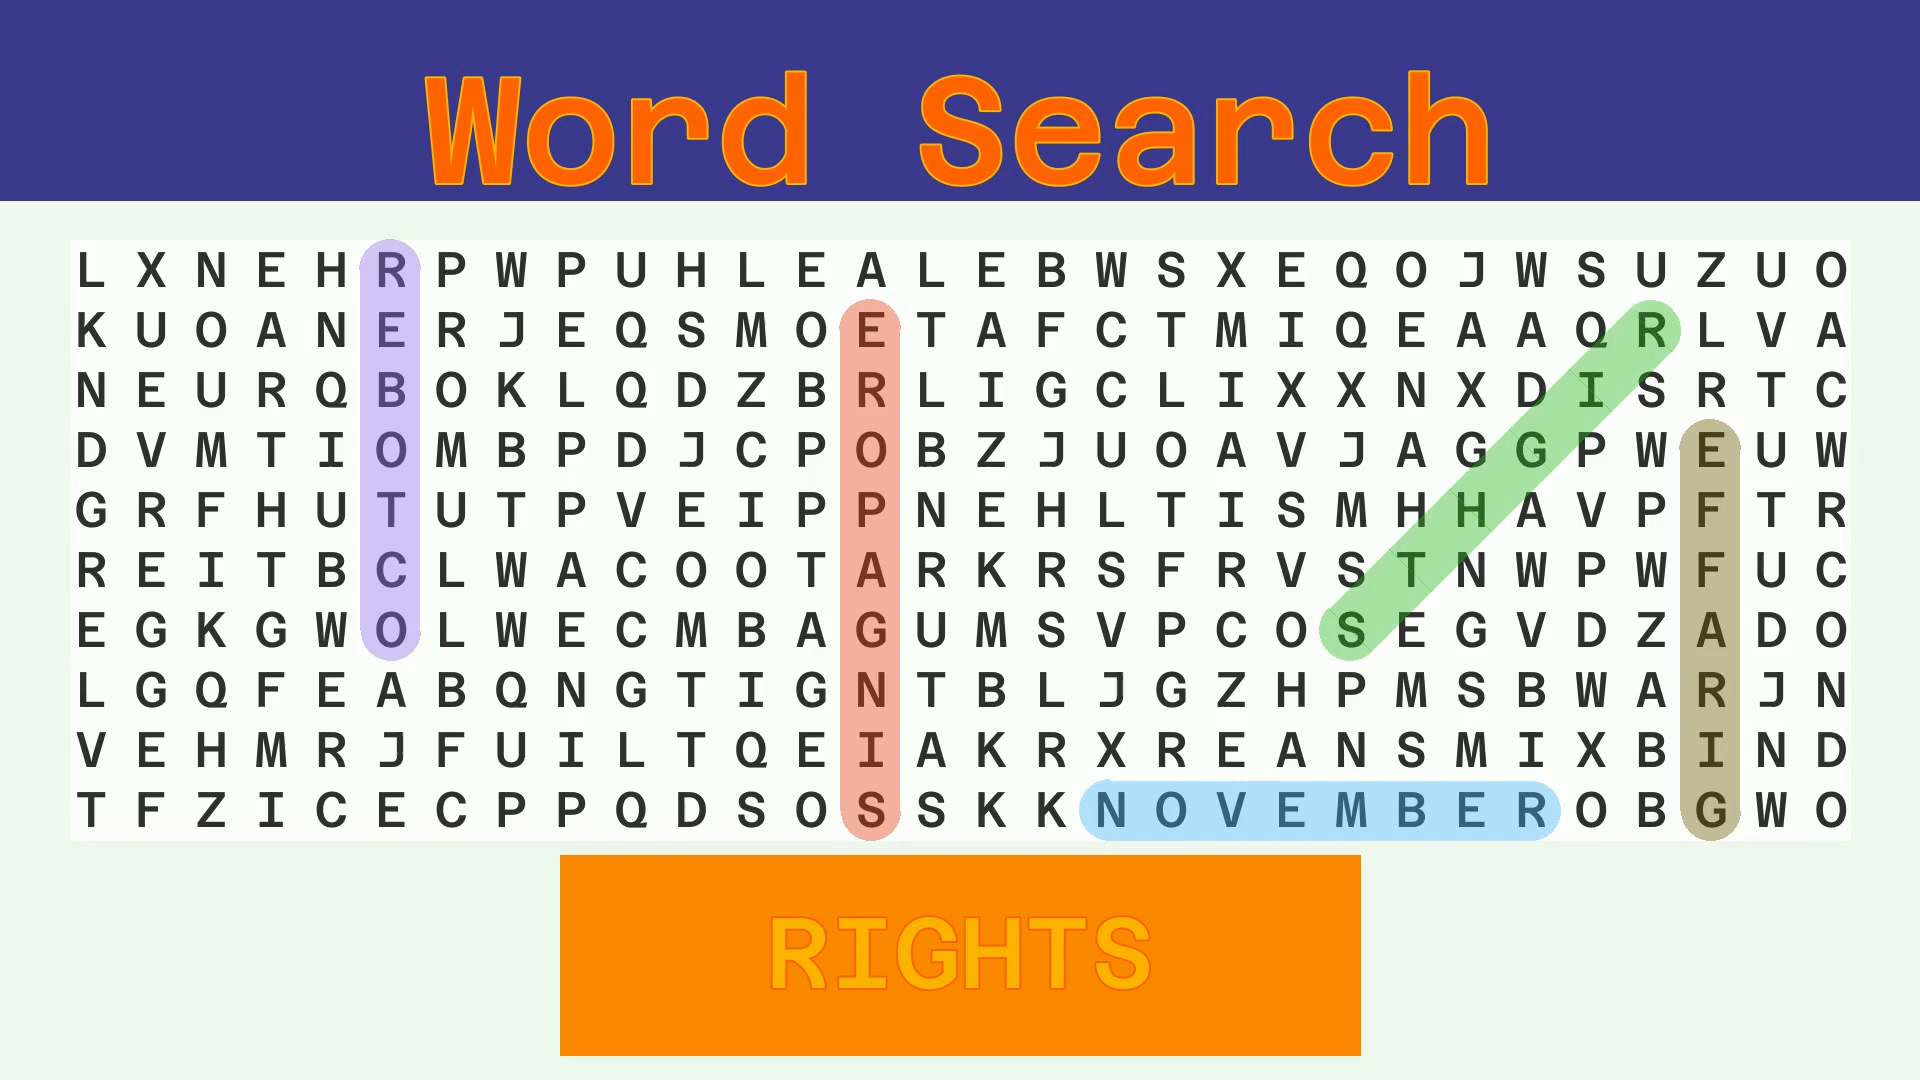 Word Search
L X N E H R P W P U H L E A L E B W S X E Q O J W S U Z U O
K U O A N E R J E Q S M O E T A F C T M I Q E A A Q R L V A
N E U R Q B O K L Q D Z B R L I G C L I X X N X D I S R T C
D V M T I O M B P D J C P O B Z J U O A V J A G G P W E U W
G R F H U T U T P V E I P P N E H L T I S M H H A V P F T R
R E I T B C L W A C O O T A R K R S F R V S T N W P W F U C
E G K G W O L W E C M B A G U M S V P C O S E G V D Z A D O
L G Q F E A B Q N G T I G N T B L J G Z H P M S B W A R J N
V E H M R J F U I L T Q E I A K R X R E A N S M I X B I N D
T F Z I C E C P P Q D S O S S K K N O V E M B E R O B G W O
RIGHTS